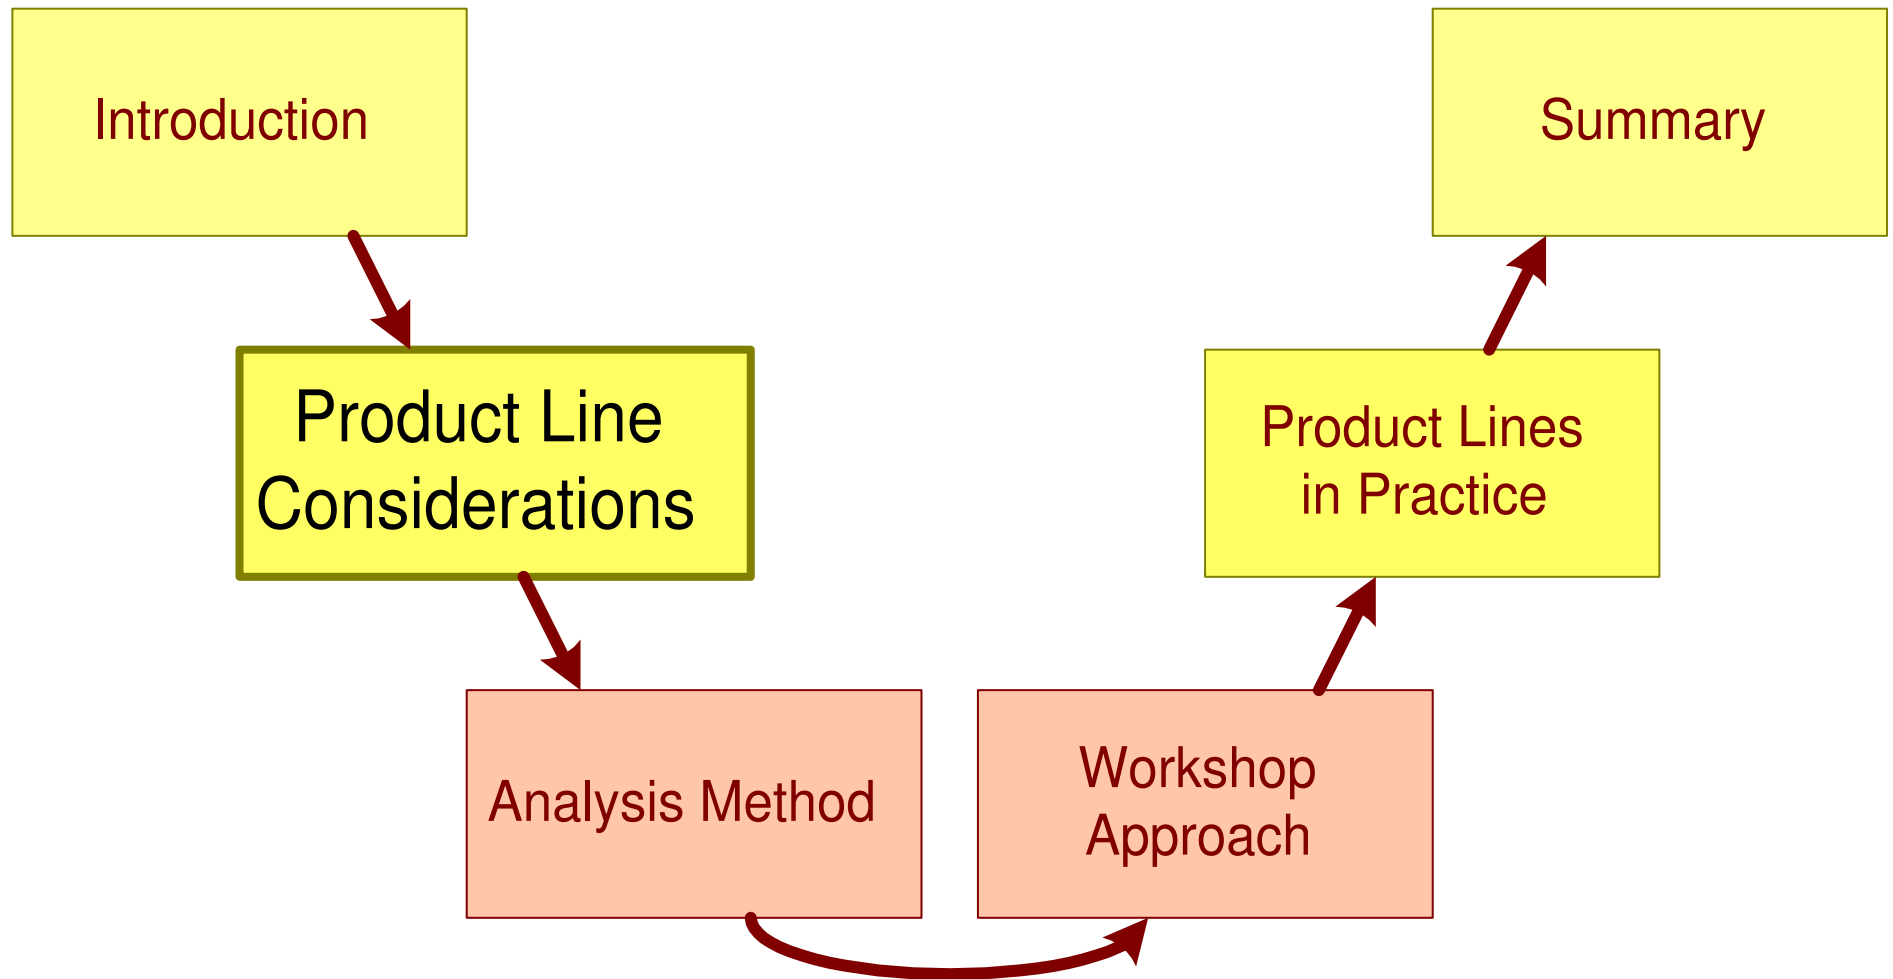 Introduction
Product Line
Considerations
Analysis Method
Workshop
Approach
Product Lines
in Practice
Summary